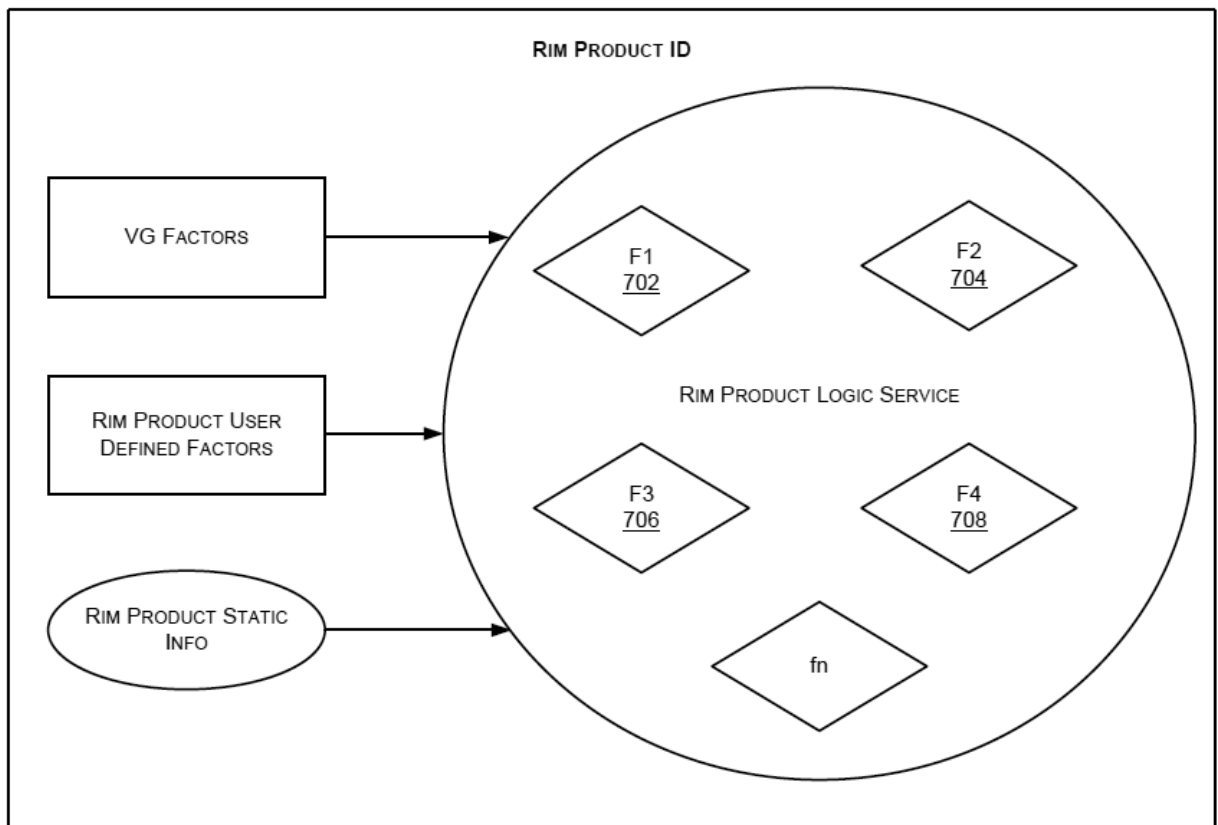 RIM PRODUCT ID
VG FACTORS
F1
702
F2
704
RIM PRODUCT LOGIC SERVICE
RIM PRODUCT USER
DEFINED FACTORS
F3
706
F4
708
RIM PRODUCT STATIC
INFO
fn